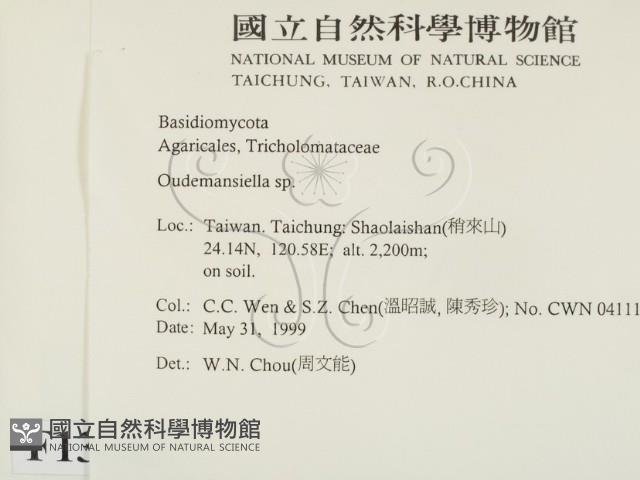 國立自然科學博物館
NATIONAL MUSEUM OF NATURAL SCIENCE
TAICHUNG, TAIWAN, R.O.CHINA
Basidiomycota
Agaricales, Tricholomataceae
Oudemansiella sp.
Loc.: Taiwan. Taichung: Shaolaishan(稍來山)
24.14N, 120.58E; alt. 2,200m;
on soil.
Col.: C.C. Wen & S.Z. Chen(溫昭誠, 陳秀珍); No. CWN 04111
Date: May 31, 1999
Det.: W.N. Chou(周文能)
國立自然科學博物館
NATIONAL MUSEUM OF NATURAL SCIENCE